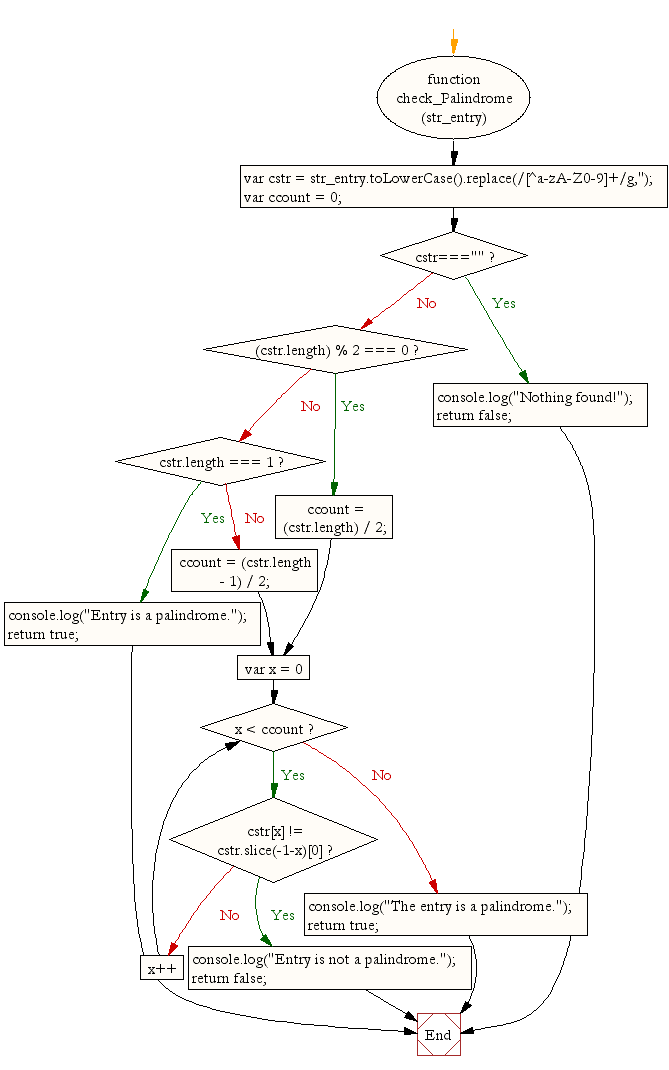 function
check_Palindrome
(str_entry)
var cstr = str_entry.toLowerCase().replace(/[^a-zA-Z0-9]+/g,'');
var ccount = 0;
cstr==="" ?
No
Yes
(cstr.length) % 2 === 0 ?
console.log("Nothing found!");
return false;
No
Yes
cstr.length === 1 ?
ccount =
(cstr.length) / 2;
Yes
No
ccount = (cstr.length
- 1) / 2;
console.log("Entry is a palindrome.");
return true;
var x = 0
x < ccount ?
Yes
No
cstr[x] !=
cstr.slice(-1-x)[0] ?
No
Yes
console.log("The entry is a palindrome.");
return true;
x++
console.log("Entry is not a palindrome.");
return false;
End